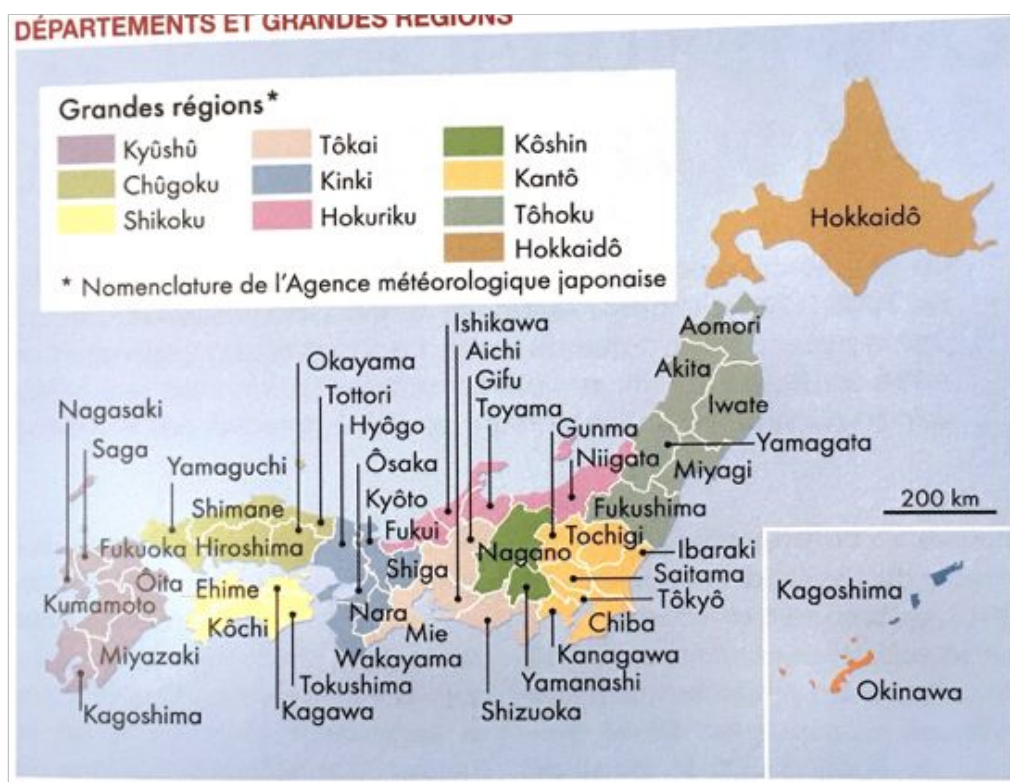 DÉPARTEMENTS ET GRANDES RÉGIONS
Grandes régions*
Kyûshû
Chûgoku
Shikoku
Tôkai
Kinki
Hokuriku
Kôshin
Kantô
Tôhoku
Hokkaidô
* Nomenclature de l'Agence météorologique japonaise
Hokkaidô
Aomori
Akita
Iwate
Yamagata
Miyagi
Fukushima
Ishikawa
Aichi
Gifu
Toyama
Gunma
Niigata
Okayama
Tottori
Hyôgo
Ôsaka
Kyôto
Fukui
Nagasaki
Saga
Yamaguchi
Shimane
Fukuoka
Hiroshima
Shiga
Nagano
Tochigi
Ibaraki
Saitama
Tôkyô
Chiba
Kanagawa
Yamanashi
Shizuoka
Ôita
Ehime
Kumamoto
Kôchi
Nara
Mie
Wakayama
Miyazaki
Tokushima
Kagawa
Kagoshima
200 km
Kagoshima
Okinawa